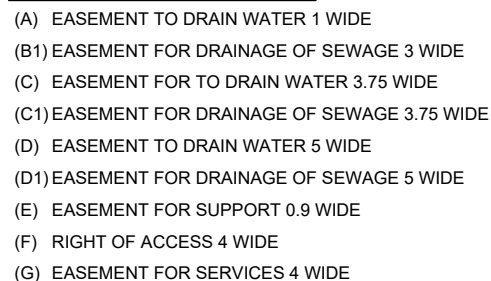 (A) EASEMENT TO DRAIN WATER 1 WIDE
(B1) EASEMENT FOR DRAINAGE OF SEWAGE 3 WIDE
(C) EASEMENT FOR TO DRAIN WATER 3.75 WIDE
(C1) EASEMENT FOR DRAINAGE OF SEWAGE 3.75 WIDE
(D) EASEMENT TO DRAIN WATER 5 WIDE
(D1) EASEMENT FOR DRAINAGE OF SEWAGE 5 WIDE
(E) EASEMENT FOR SUPPORT 0.9 WIDE
(F) RIGHT OF ACCESS 4 WIDE
(G) EASEMENT FOR SERVICES 4 WIDE